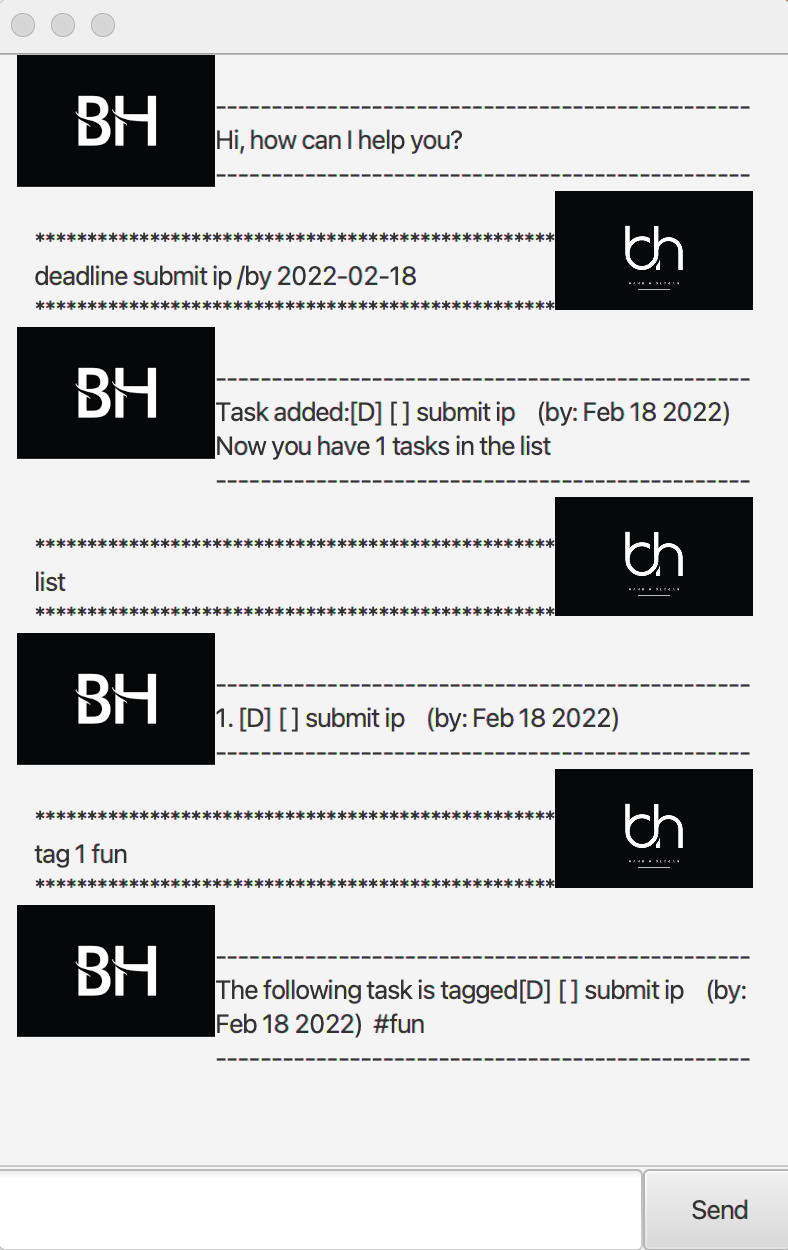 BH
----------------------------------------------
Hi, how can I help you?
----------------------------------------------
bh
**************************************************
deadline submit ip /by 2022-02-18
**************************************************
BH
----------------------------------------------
Task added:[D] [ ] submit ip    (by: Feb 18 2022)
Now you have 1 tasks in the list
----------------------------------------------
bh
**************************************************
list
**************************************************
BH
----------------------------------------------
1. [D] [ ] submit ip    (by: Feb 18 2022)
----------------------------------------------
bh
**************************************************
tag 1 fun
**************************************************
BH
----------------------------------------------
The following task is tagged[D] [ ] submit ip    (by:
Feb 18 2022)  #fun
----------------------------------------------
Send